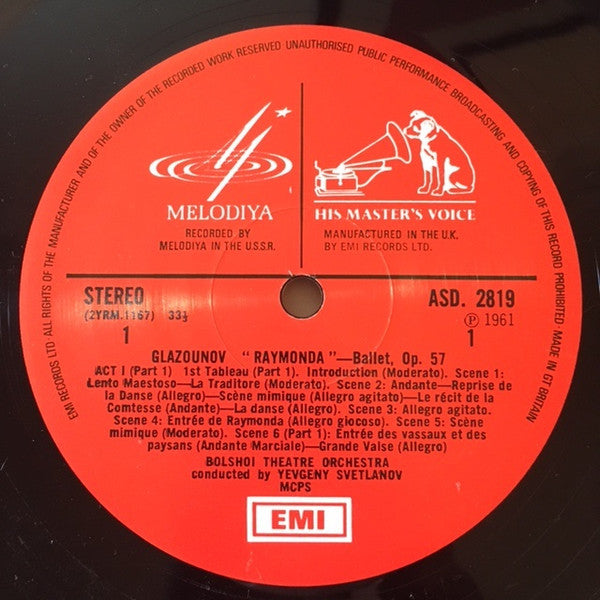 EMI RECORDS LTD ALL RIGHTS OF THE MANUFACTURER AND OF THE OWNER OF THE RECORDED WORK RESERVED UNAUTHORISED PUBLIC PERFORMANCE BROADCASTING AND COPYING OF THIS RECORD PROHIBITED · MADE IN GT BRITAIN
MELODIYA
RECORDED BY
MELODIYA IN THE U.S.S.R.
HIS MASTER'S VOICE
MANUFACTURED IN THE U.K.
BY EMI RECORDS LTD.
STEREO
(2YRM.1167) 33⅓
1
ASD. 2819
Ⓟ 1961
1
GLAZOUNOV "RAYMONDA"—Ballet, Op. 57
ACT I (Part 1) 1st Tableau (Part 1). Introduction (Moderato). Scene 1:
Lento Maestoso—La Traditore (Moderato). Scene 2: Andante—Reprise de
la Danse (Allegro)—Scène mimique (Allegro agitato)—Le récit de la
Comtesse (Andante)—La danse (Allegro). Scene 3: Allegro agitato.
Scene 4: Entrée de Raymonda (Allegro giocoso). Scene 5: Scène
mimique (Moderato). Scene 6 (Part 1): Entrée des vassaux et des
paysans (Andante Marciale)—Grande Valse (Allegro)
BOLSHOI THEATRE ORCHESTRA
conducted by YEVGENY SVETLANOV
MCPS
EMI